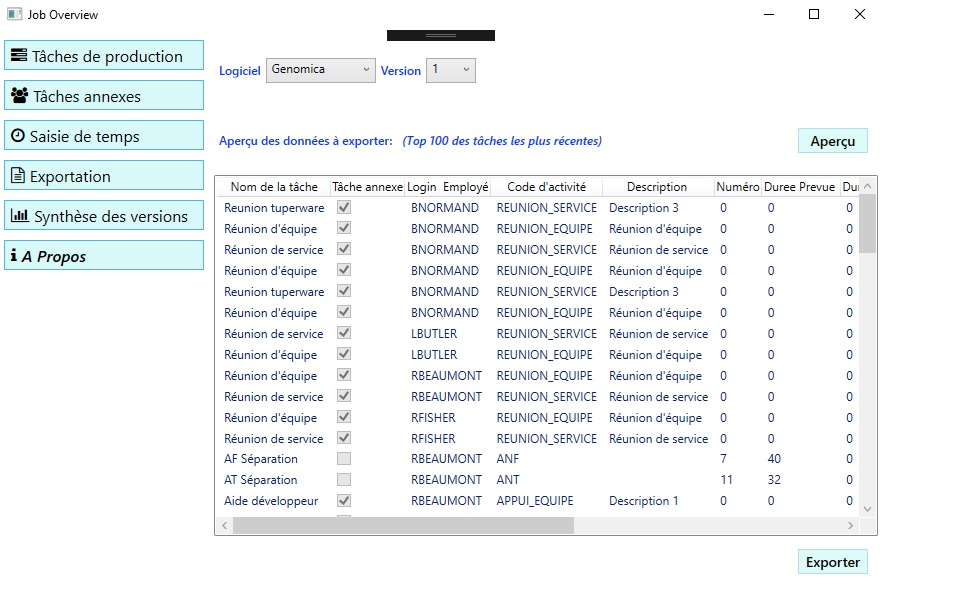 Job Overview
Tâches de production
Tâches annexes
Saisie de temps
Exportation
Synthèse des versions
A Propos
Logiciel Genomica Version 1
Aperçu des données à exporter: (Top 100 des tâches les plus récentes) Aperçu
Nom de la tâche Tâche annexe Login Employé Code d'activité Description Numéro Duree Prevue Du
Reunion tuperware BNORMAND REUNION_SERVICE Description 3 0 0 0
Réunion d'équipe BNORMAND REUNION_EQUIPE Réunion d'équipe 0 0 0
Réunion de service BNORMAND REUNION_SERVICE Réunion de service 0 0 0
Réunion d'équipe BNORMAND REUNION_EQUIPE Réunion d'équipe 0 0 0
Reunion tuperware BNORMAND REUNION_SERVICE Description 3 0 0 0
Réunion d'équipe BNORMAND REUNION_EQUIPE Réunion d'équipe 0 0 0
Réunion de service LBUTLER REUNION_SERVICE Réunion de service 0 0 0
Réunion d'équipe LBUTLER REUNION_EQUIPE Réunion d'équipe 0 0 0
Réunion d'équipe RBEAUMONT REUNION_EQUIPE Réunion d'équipe 0 0 0
Réunion de service RBEAUMONT REUNION_SERVICE Réunion de service 0 0 0
Réunion d'équipe RFISHER REUNION_EQUIPE Réunion d'équipe 0 0 0
Réunion de service RFISHER REUNION_SERVICE Réunion de service 0 0 0
AF Séparation RBEAUMONT ANF 7 40 0
AT Séparation RBEAUMONT ANT 11 32 0
Aide développeur RBEAUMONT APPUI_EQUIPE Description 1 0 0 0
Exporter